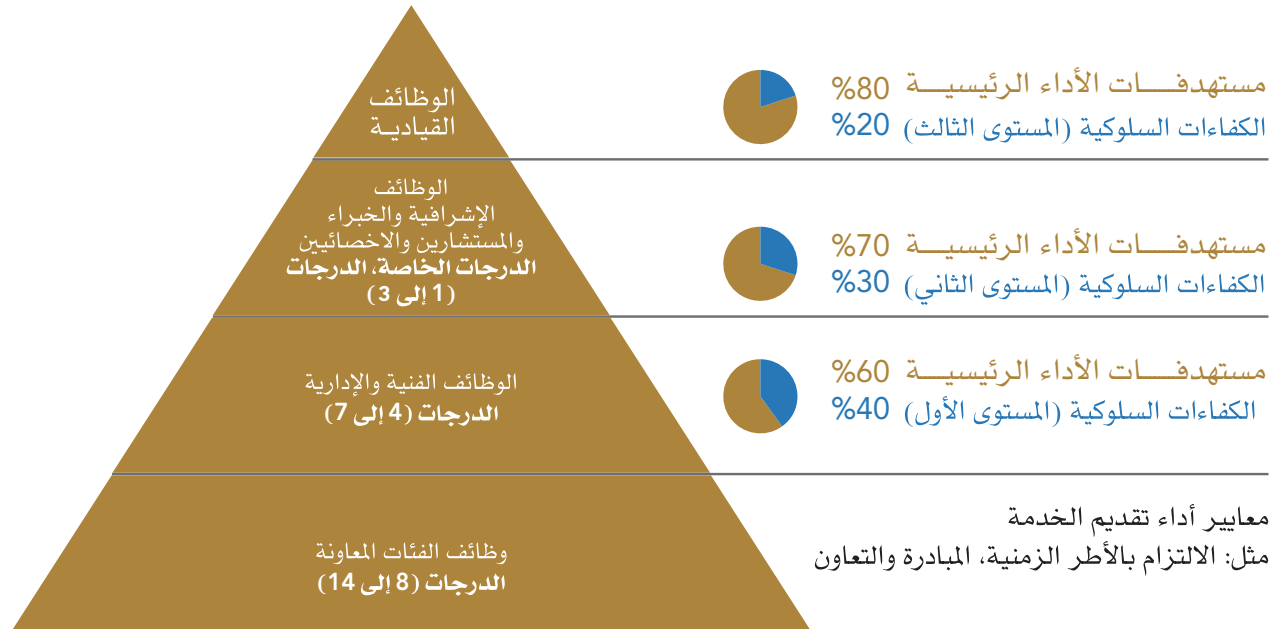 الوظائف
القيادية
مستهدفات الأداء الرئيسية 80%
الكفاءات السلوكية (المستوى الثالث) 20%
الوظائف
الإشرافية والخبراء
والمستشارين والاخصائيين
الدرجات الخاصة، الدرجات
(1 إلى 3)
مستهدفات الأداء الرئيسية 70%
الكفاءات السلوكية (المستوى الثاني) 30%
الوظائف الفنية والإدارية
الدرجات (4 إلى 7)
مستهدفات الأداء الرئيسية 60%
الكفاءات السلوكية (المستوى الأول) 40%
وظائف الفئات المعاونة
الدرجات (8 إلى 14)
معايير أداء تقديم الخدمة
مثل: الالتزام بالأطر الزمنية، المبادرة والتعاون